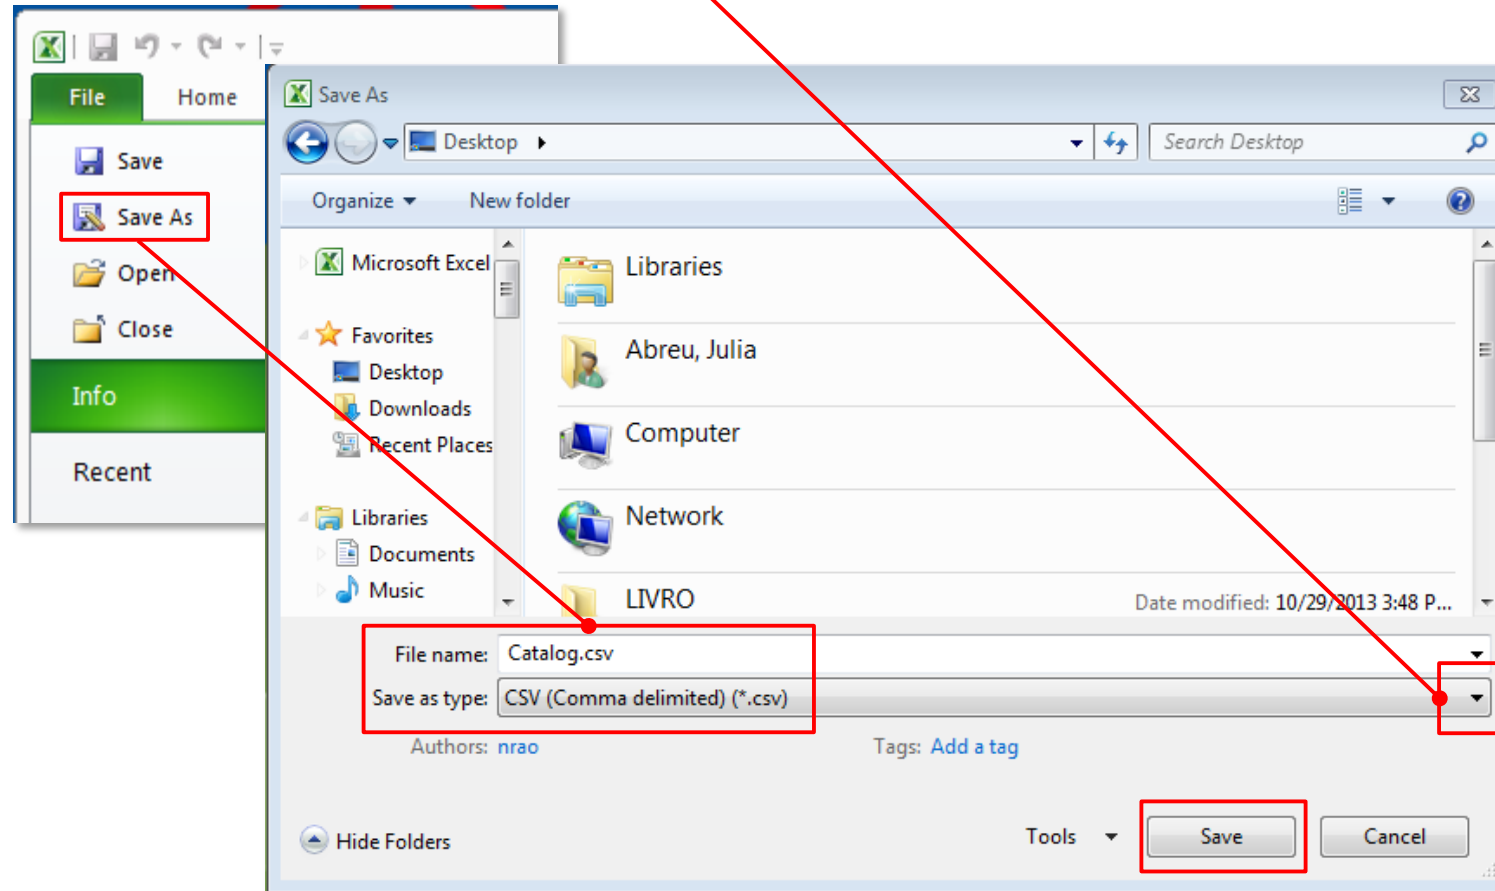 File Home
Save
Save As
Open
Close
Info
Recent
Save As
Desktop
Search Desktop
Organize New folder
Microsoft Excel
Favorites
Desktop
Downloads
Recent Places
Libraries
Documents
Music
Libraries
Abreu, Julia
Computer
Network
LIVRO
Date modified: 10/29/2013 3:48 P...
File name: Catalog.csv
Save as type: CSV (Comma delimited) (*.csv)
Authors: nrao Tags: Add a tag
Hide Folders Tools Save Cancel